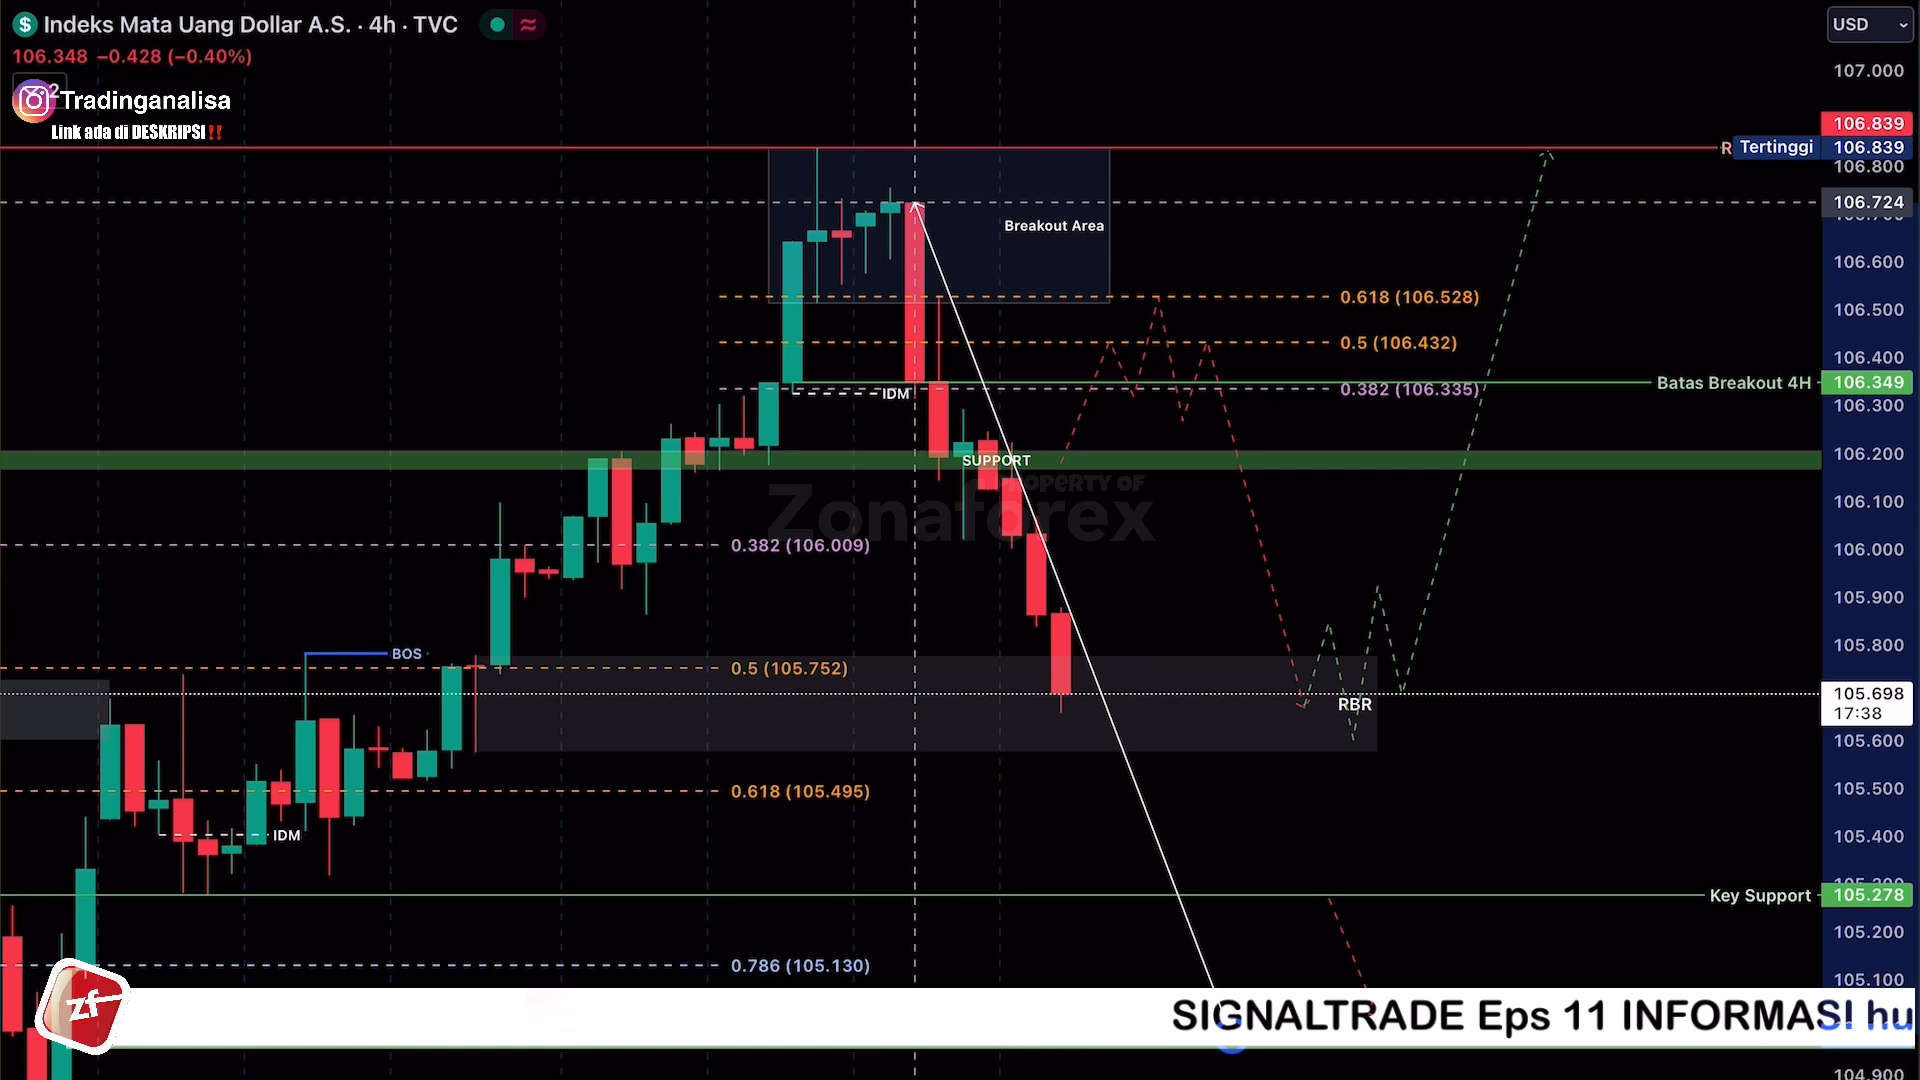 $ Indeks Mata Uang Dollar A.S. · 4h · TVC
≈
USD
106.348 −0.428 (−0.40%)
2
Tradinganalisa
Link ada di DESKRIPSI‼
107.000
106.839
R
Tertinggi 106.839
106.800
106.724
Breakout Area
106.600
0.618 (106.528)
106.500
0.5 (106.432)
106.400
0.382 (106.335)
Batas Breakout 4H 106.349
IDM
106.300
SUPPORT
106.200
PROPERTY OF
Zonaforex
106.100
0.382 (106.009)
106.000
105.900
BOS
105.800
0.5 (105.752)
105.698
17:38
RBR
105.600
0.618 (105.495)
105.500
IDM
105.400
Key Support 105.278
105.200
0.786 (105.130)
105.100
zf
SIGNALTRADE Eps 11 INFORMASI hu
104.900